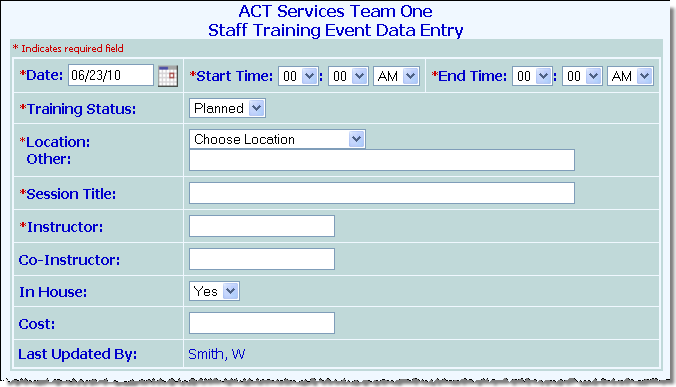 ACT Services Team One
Staff Training Event Data Entry
* Indicates required field
*Date: 06/23/10 *Start Time: 00 : 00 AM *End Time: 00 : 00 AM
*Training Status: Planned
*Location: Choose Location
Other:
*Session Title:
*Instructor:
Co-Instructor:
In House: Yes
Cost:
Last Updated By: Smith, W